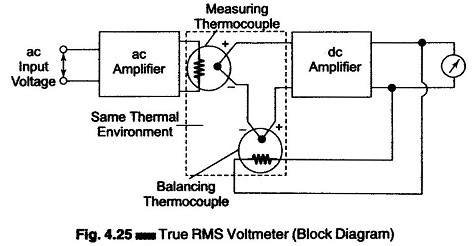 Measuring
Thermocouple
ac
Input
Voltage
ac
Amplifier
+
−
dc
Amplifier
Same Thermal
Environment
−
+
Balancing
Thermocouple
Fig. 4.25 True RMS Voltmeter (Block Diagram)